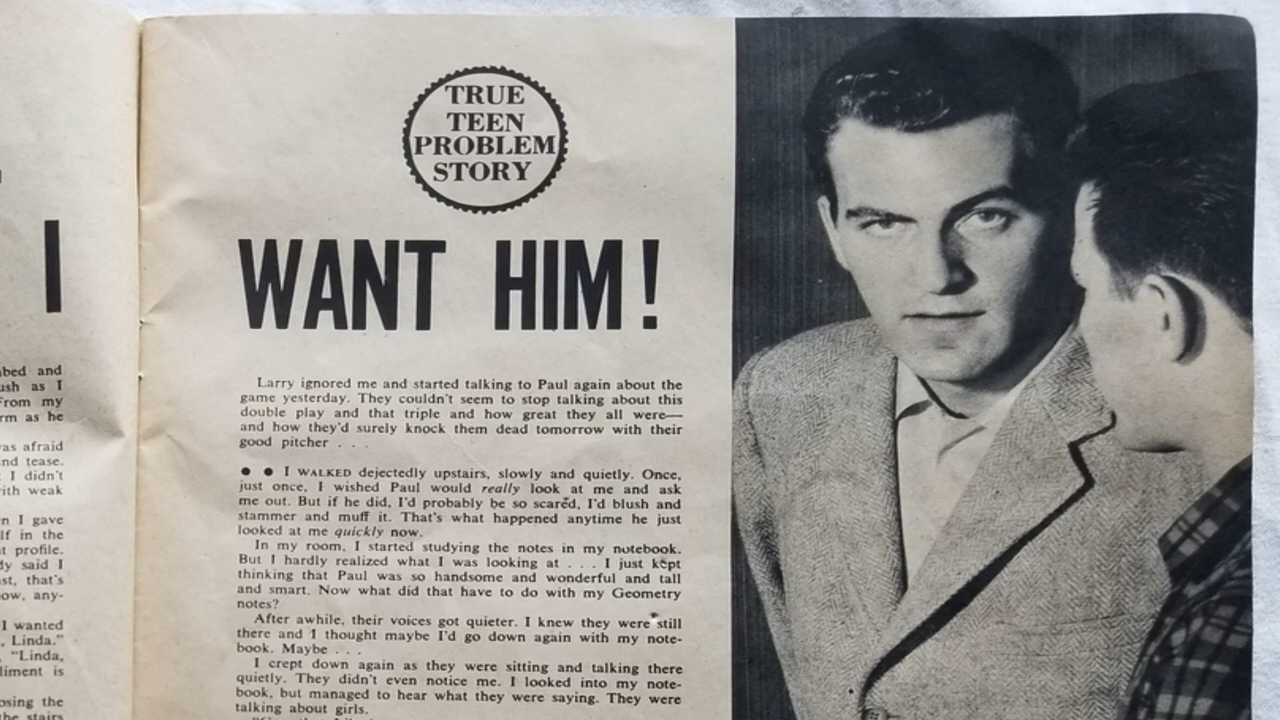 I
bed and
ush as I
From my
rm as he
was afraid
and tease.
I didn't
with weak
n I gave
lf in the
t profile.
dy said I
ast, that's
ow, any-
I wanted
, Linda."
"Linda,
liment is
osing the
the stairs
TRUE
TEEN
PROBLEM
STORY
WANT HIM!
Larry ignored me and started talking to Paul again about the
game yesterday. They couldn't seem to stop talking about this
double play and that triple and how great they all were—
and how they'd surely knock them dead tomorrow with their
good pitcher . . .
● ● I WALKED dejectedly upstairs, slowly and quietly. Once,
just once, I wished Paul would really look at me and ask
me out. But if he did, I'd probably be so scared, I'd blush and
stammer and muff it. That's what happened anytime he just
looked at me quickly now.
In my room, I started studying the notes in my notebook.
But I hardly realized what I was looking at . . . I just kept
thinking that Paul was so handsome and wonderful and tall
and smart. Now what did that have to do with my Geometry
notes?
After awhile, their voices got quieter. I knew they were still
there and I thought maybe I'd go down again with my note-
book. Maybe . . .
I crept down again as they were sitting and talking there
quietly. They didn't even notice me. I looked into my note-
book, but managed to hear what they were saying. They were
talking about girls.